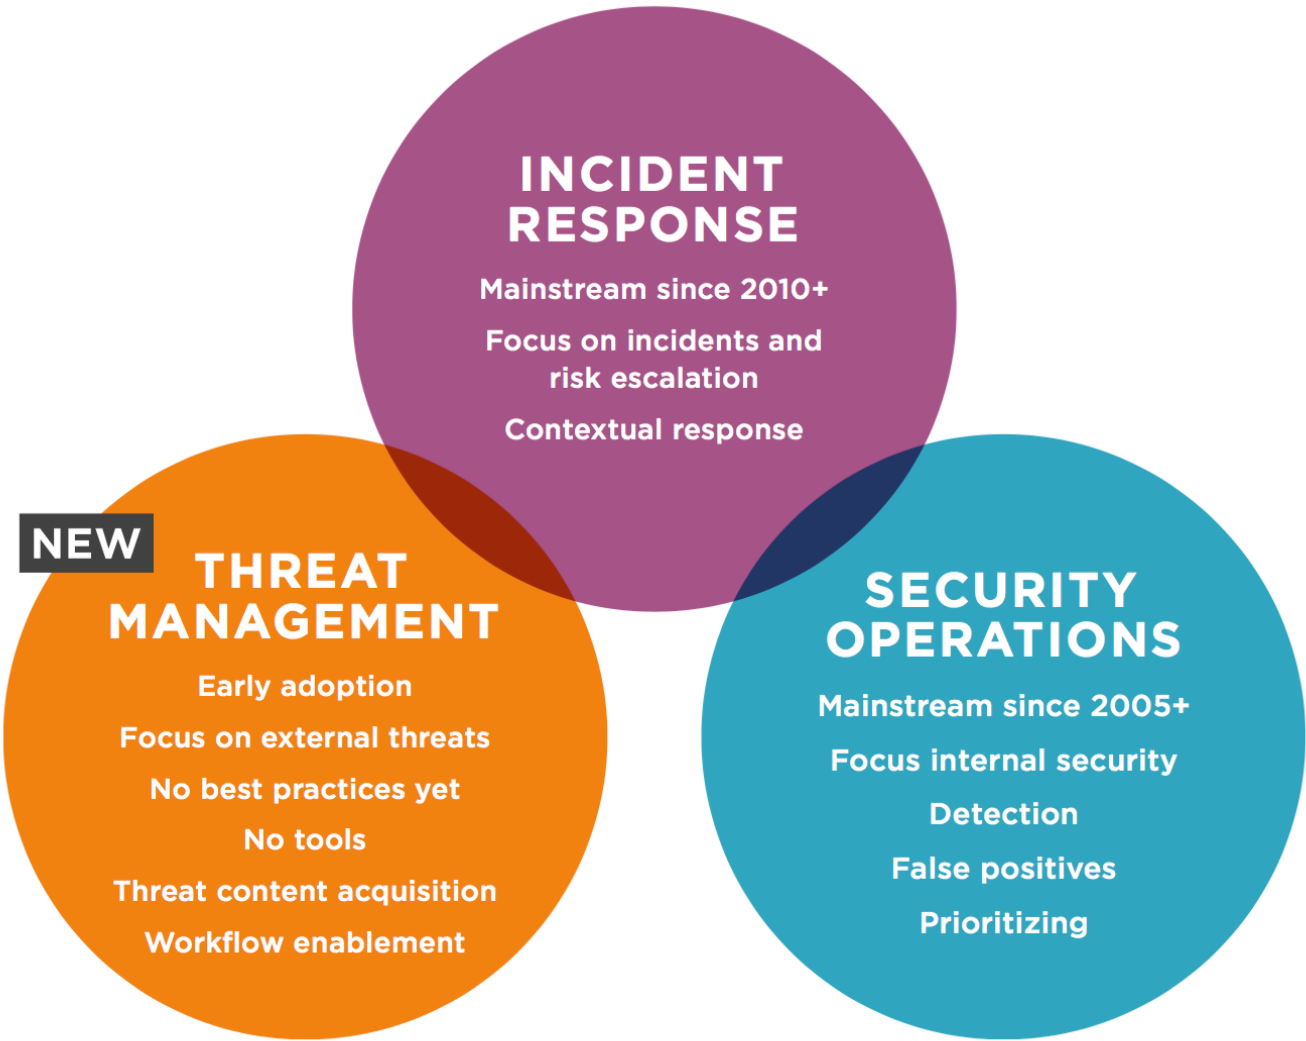 INCIDENT
RESPONSE
Mainstream since 2010+
Focus on incidents and
risk escalation
Contextual response
NEW
THREAT
MANAGEMENT
Early adoption
Focus on external threats
No best practices yet
No tools
Threat content acquisition
Workflow enablement
SECURITY
OPERATIONS
Mainstream since 2005+
Focus internal security
Detection
False positives
Prioritizing